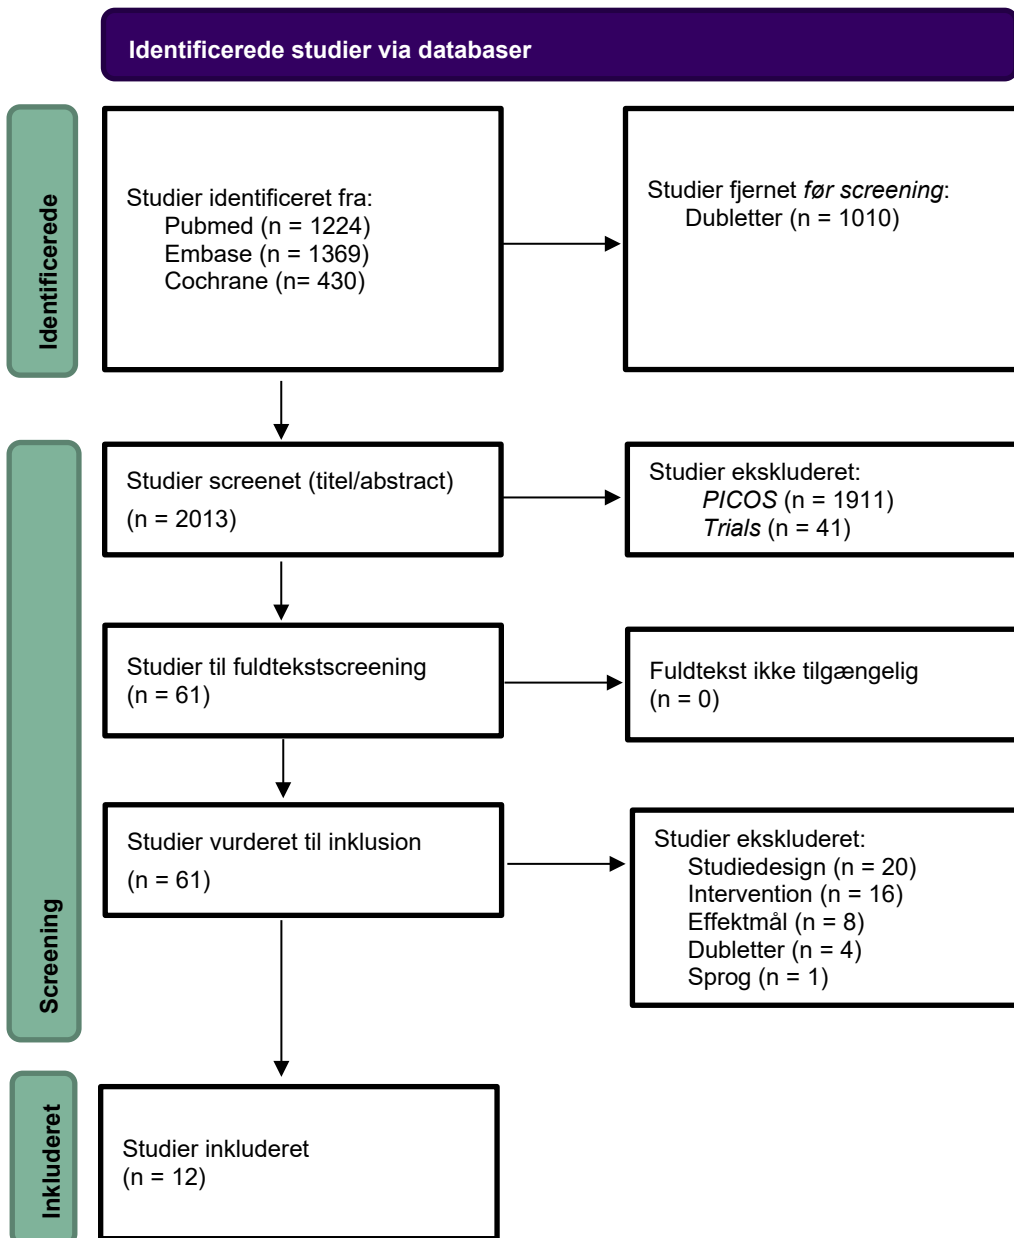 Identificerede studier via databaser
Identificerede
Studier identificeret fra:
Pubmed (n = 1224)
Embase (n = 1369)
Cochrane (n= 430)
Studier fjernet før screening:
Dubletter (n = 1010)
Screening
Studier screenet (titel/abstract)
(n = 2013)
Studier ekskluderet:
PICOS (n = 1911)
Trials (n = 41)
Studier til fuldtekstscreening
(n = 61)
Fuldtekst ikke tilgængelig
(n = 0)
Studier vurderet til inklusion
(n = 61)
Studier ekskluderet:
Studiedesign (n = 20)
Intervention (n = 16)
Effektmål (n = 8)
Dubletter (n = 4)
Sprog (n = 1)
Inkluderet
Studier inkluderet
(n = 12)